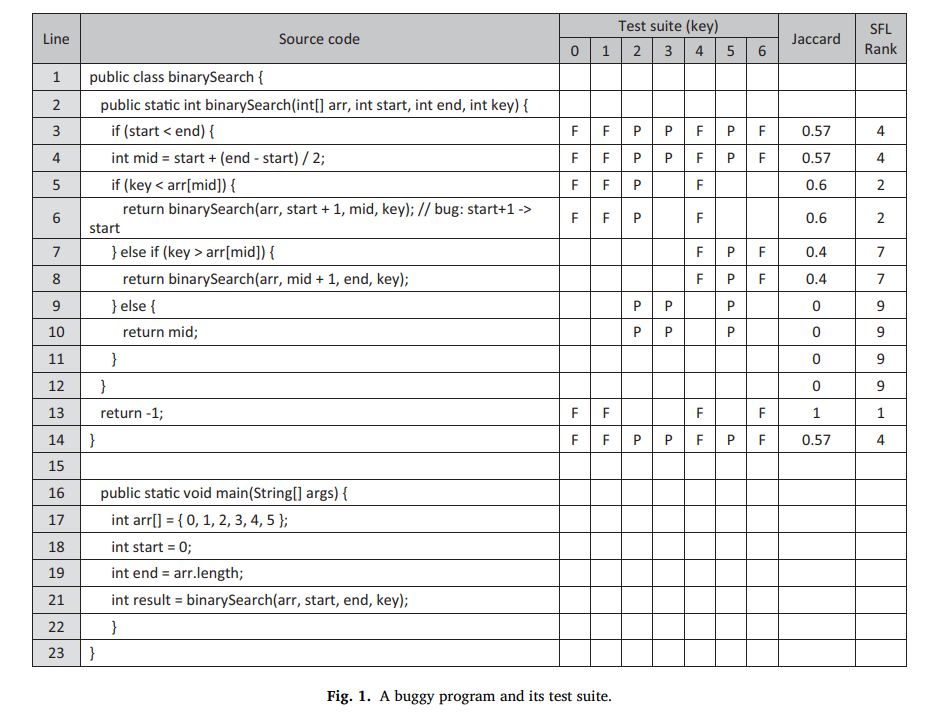 Line Source code Test suite (key) Jaccard SFL Rank
0 1 2 3 4 5 6
1 public class binarySearch {
2 public static int binarySearch(int[] arr, int start, int end, int key) {
3 if (start < end) { F F P P F P F 0.57 4
4 int mid = start + (end - start) / 2; F F P P F P F 0.57 4
5 if (key < arr[mid]) { F F P F 0.6 2
6 return binarySearch(arr, start + 1, mid, key); // bug: start+1 -> F F P F 0.6 2
start
7 } else if (key > arr[mid]) { F P F 0.4 7
8 return binarySearch(arr, mid + 1, end, key); F P F 0.4 7
9 } else { P P P 0 9
10 return mid; P P P 0 9
11 } 0 9
12 } 0 9
13 return -1; F F F F 1 1
14 } F F P P F P F 0.57 4
15
16 public static void main(String[] args) {
17 int arr[] = { 0, 1, 2, 3, 4, 5 };
18 int start = 0;
19 int end = arr.length;
21 int result = binarySearch(arr, start, end, key);
22 }
23 }
Fig. 1. A buggy program and its test suite.